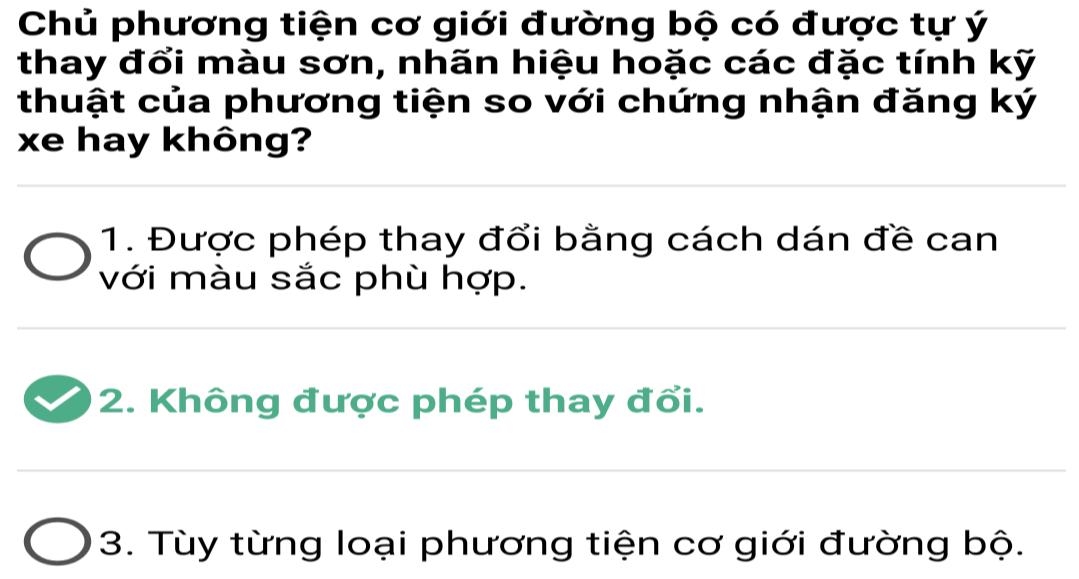 Chủ phương tiện cơ giới đường bộ có được tự ý
thay đổi màu sơn, nhãn hiệu hoặc các đặc tính kỹ
thuật của phương tiện so với chứng nhận đăng ký
xe hay không?
1. Được phép thay đổi bằng cách dán đề can
với màu sắc phù hợp.
2. Không được phép thay đổi.
3. Tùy từng loại phương tiện cơ giới đường bộ.